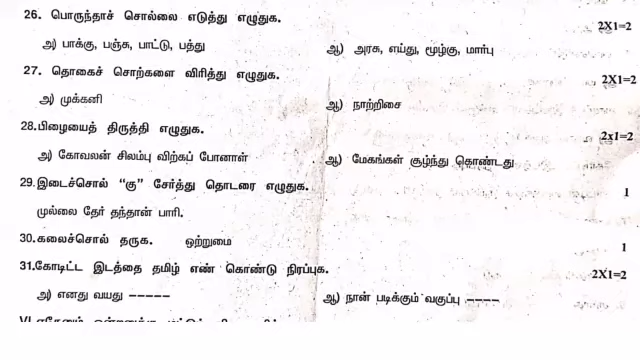 26. பொருந்தாச் சொல்லை எடுத்து எழுதுக. 2X1=2
அ) பாக்கு, பஞ்சு, பாட்டு, பத்து ஆ) அரசு, எய்து, மூழ்கு, மார்பு
27. தொகைச் சொற்களை விரித்து எழுதுக. 2X1=2
அ) முக்கனி ஆ) நாற்றிசை
28.பிழையைத் திருத்தி எழுதுக. 2x1=2
அ) கோவலன் சிலம்பு விற்கப் போனாள் ஆ) மேகங்கள் சூழ்ந்து கொண்டது
29.இடைச்சொல் “கு” சேர்த்து தொடரை எழுதுக. 1
முல்லை தேர் தந்தான் பாரி.
30.கலைச்சொல் தருக. ஒற்றுமை 1
31.கோடிட்ட இடத்தை தமிழ் எண் கொண்டு நிரப்புக. 2X1=2
அ) எனது வயது ----- ஆ) நான் படிக்கும் வகுப்பு ----